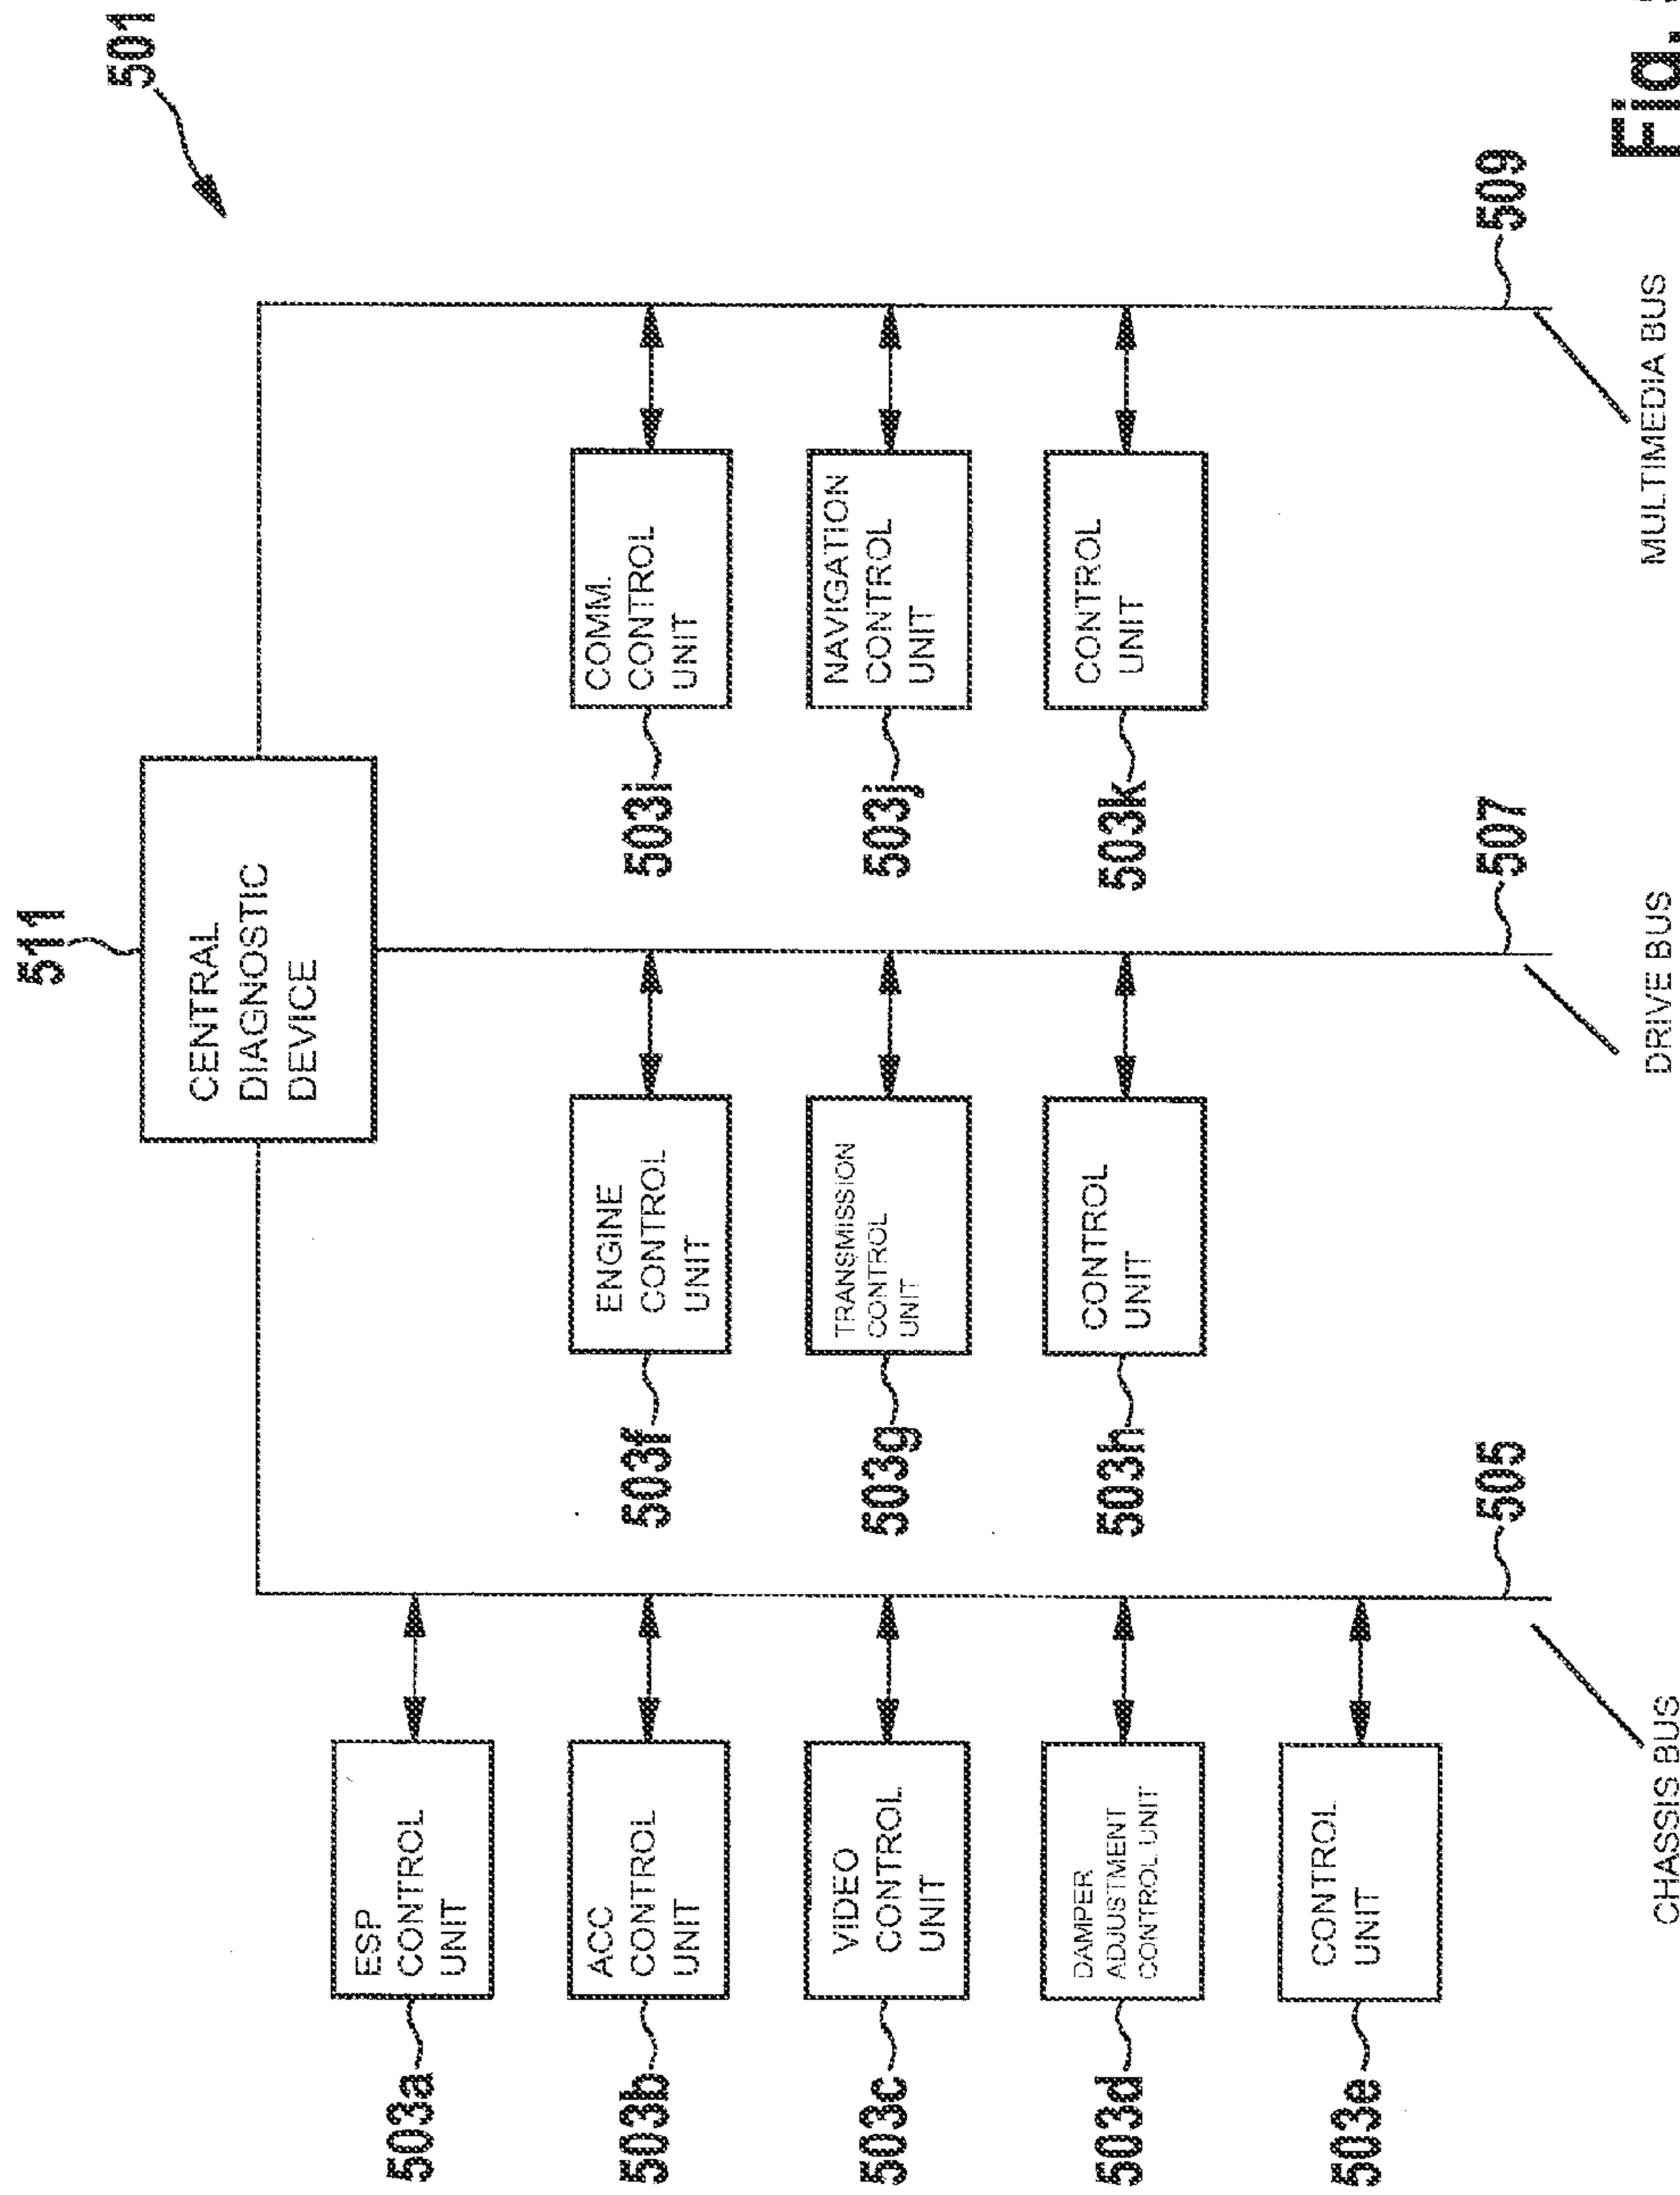 501
511
CENTRAL
DIAGNOSTIC
DEVICE
503a
ESP
CONTROL
UNIT
503b
ACC
CONTROL
UNIT
503c
VIDEO
CONTROL
UNIT
503d
DAMPER
ADJUSTMENT
CONTROL UNIT
503e
CONTROL
UNIT
503f
ENGINE
CONTROL
UNIT
503g
TRANSMISSION
CONTROL
UNIT
503h
CONTROL
UNIT
503i
COMM.
CONTROL
UNIT
503j
NAVIGATION
CONTROL
UNIT
503k
CONTROL
UNIT
505
CHASSIS BUS
507
DRIVE BUS
509
MULTIMEDIA BUS
Fig.